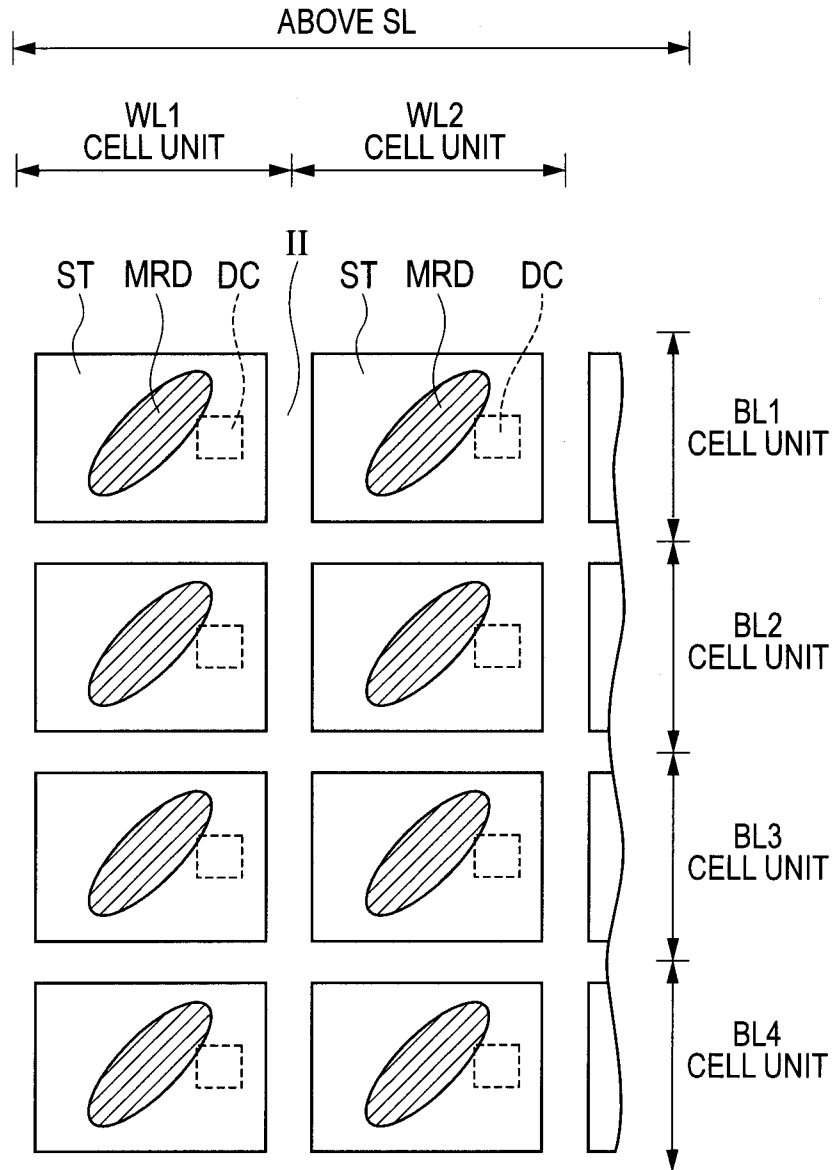 ABOVE SL
WL1
CELL UNIT
WL2
CELL UNIT
II
ST MRD DC ST MRD DC
BL1
CELL UNIT
BL2
CELL UNIT
BL3
CELL UNIT
BL4
CELL UNIT